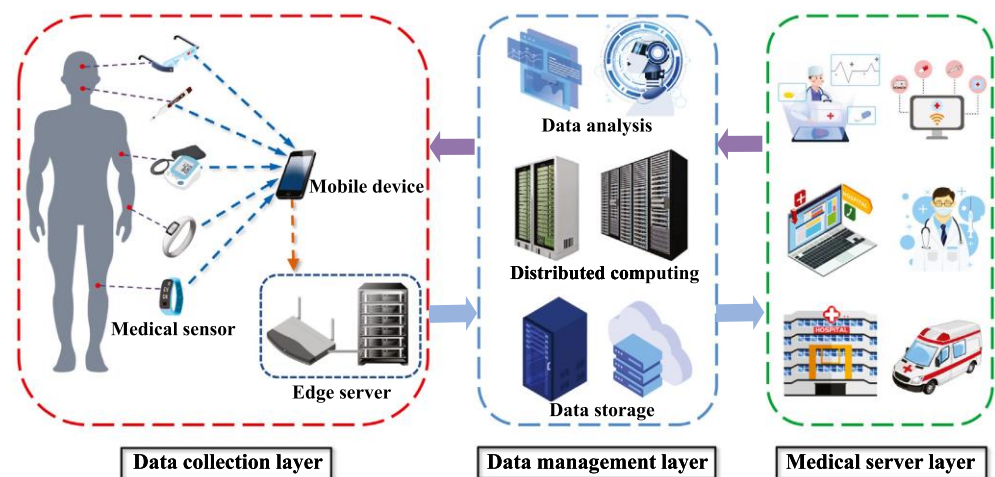 Mobile device
Medical sensor
Edge server
Data collection layer
Data analysis
Distributed computing
Data storage
Data management layer
HOSPITAL
HOSPITAL
Medical server layer